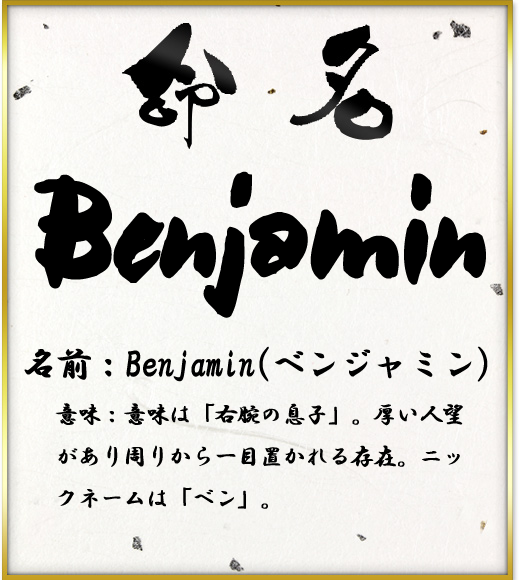 命名
Benjamin
名前：Benjamin(ベンジャミン)
意味：意味は「右腕の息子」。厚い人望
があり周りから一目置かれる存在。ニッ
クネームは「ベン」。